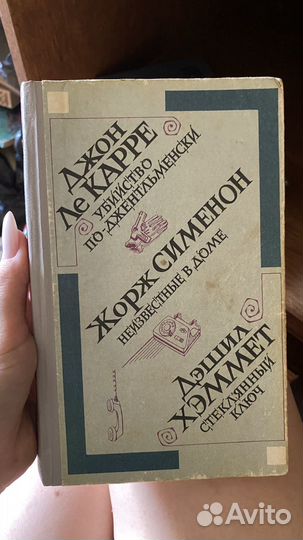 ДЖОН
ЛЕ КАРРЕ
УБИЙСТВО
ПО-ДЖЕНТЛЬМЕНСКИ
ЖОРЖ СИМЕНОН
НЕИЗВЕСТНЫЕ В ДОМЕ
ДЭШИЛ
ХЭММЕТ
СТЕКЛЯННЫЙ
КЛЮЧ
Avito